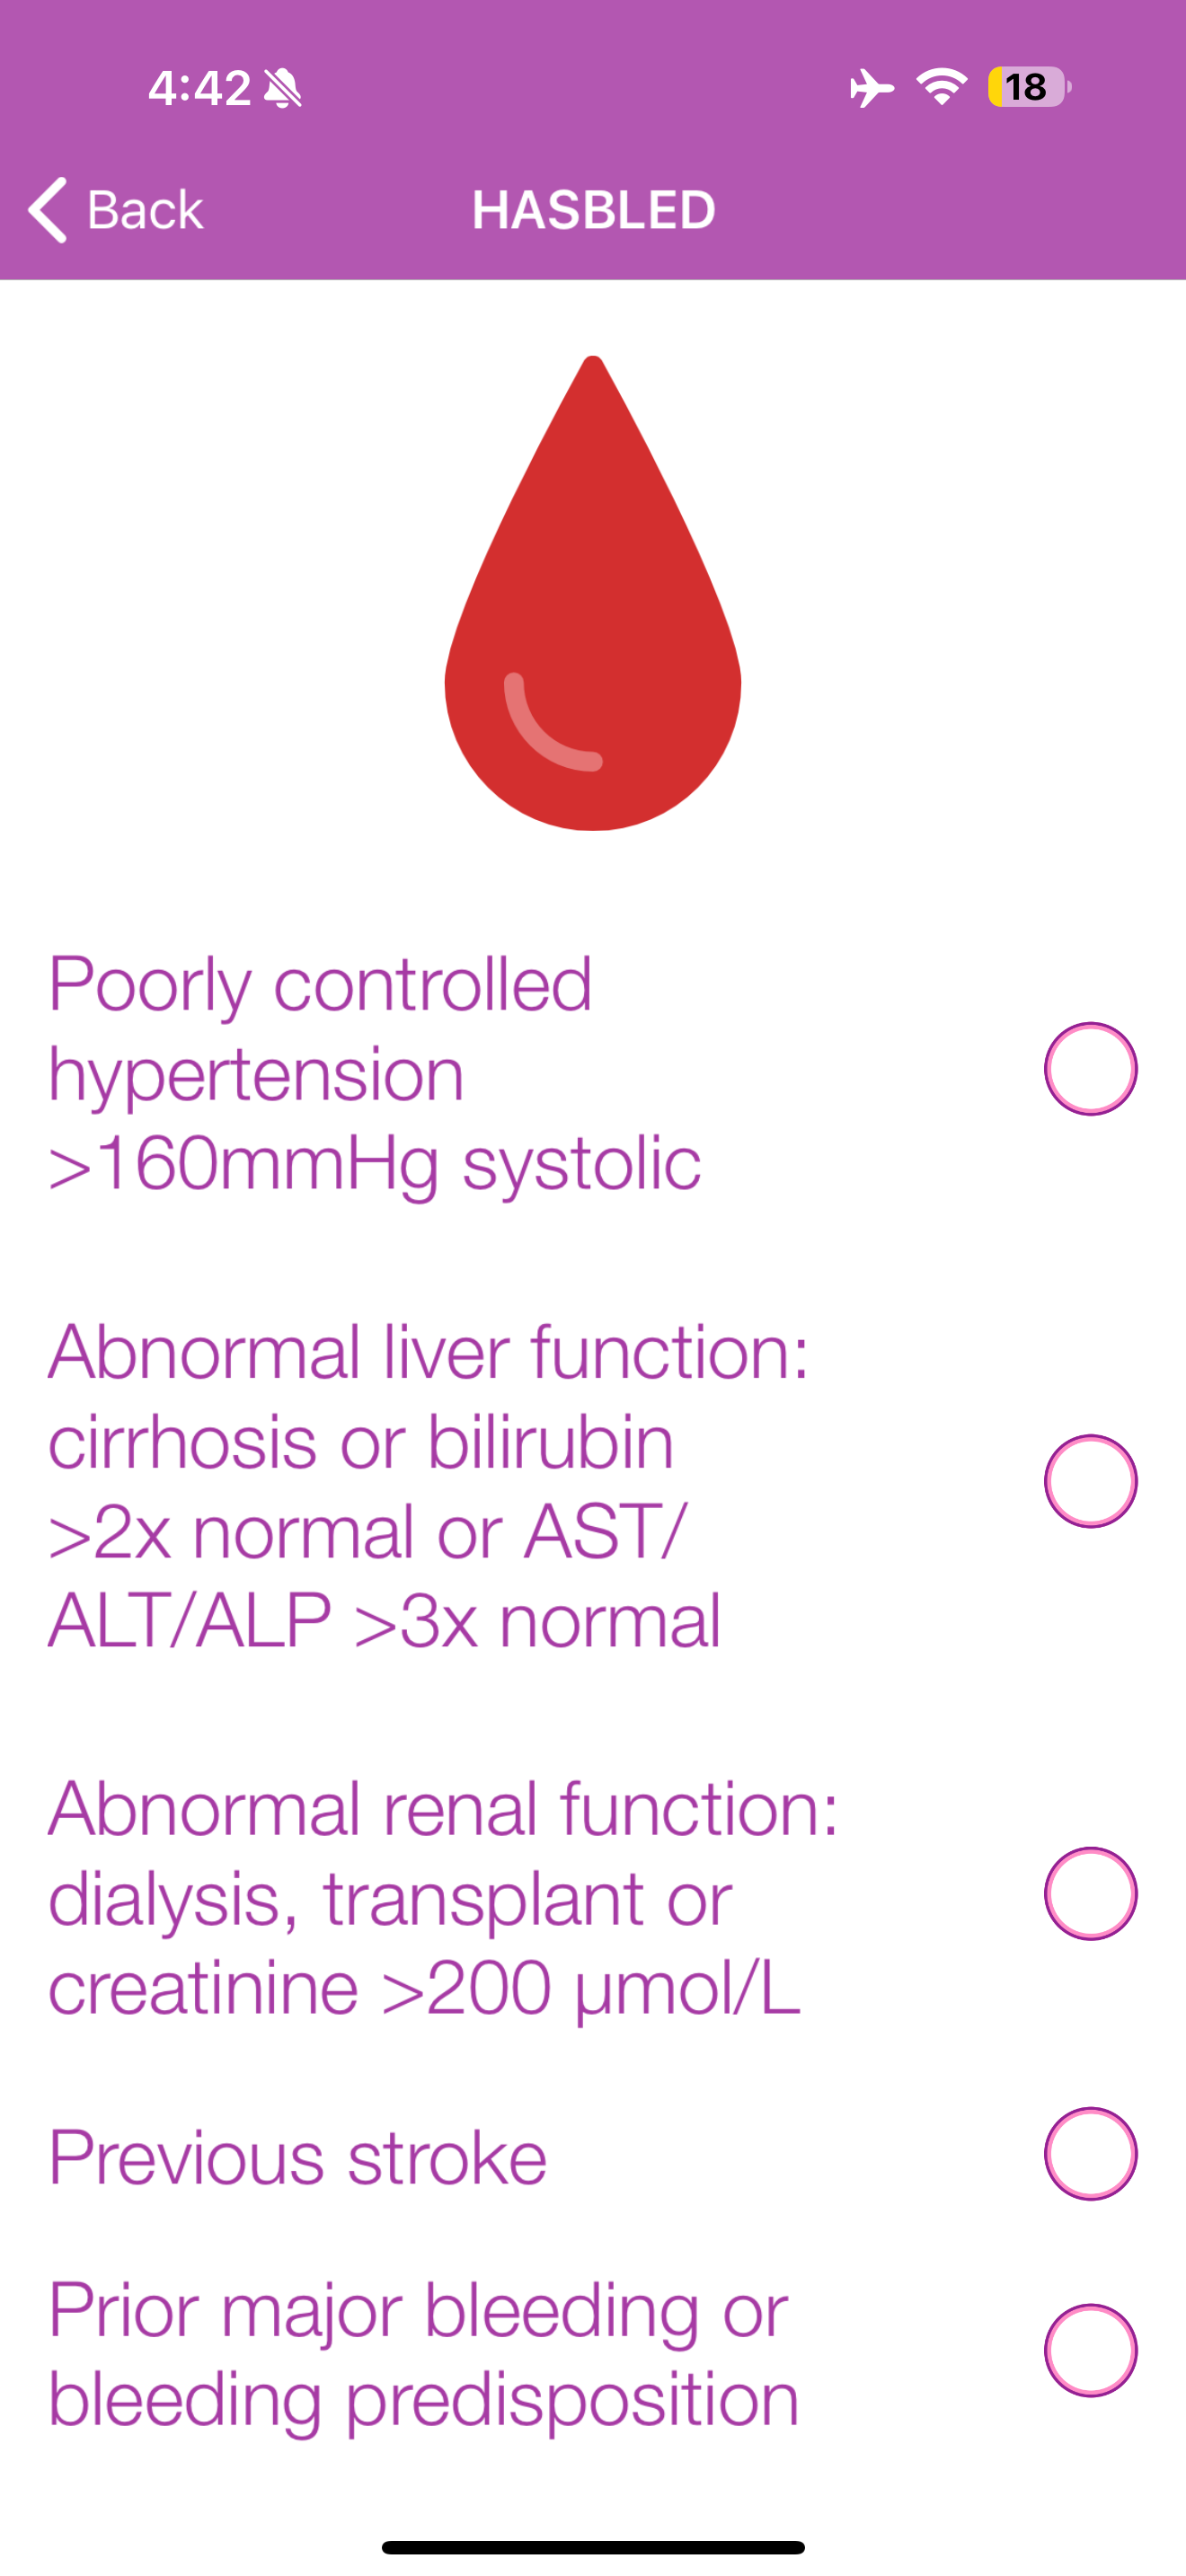 4:42
18
Back
HASBLED
Poorly controlled
hypertension
>160mmHg systolic
Abnormal liver function:
cirrhosis or bilirubin
>2x normal or AST/
ALT/ALP >3x normal
Abnormal renal function:
dialysis, transplant or
creatinine >200 µmol/L
Previous stroke
Prior major bleeding or
bleeding predisposition